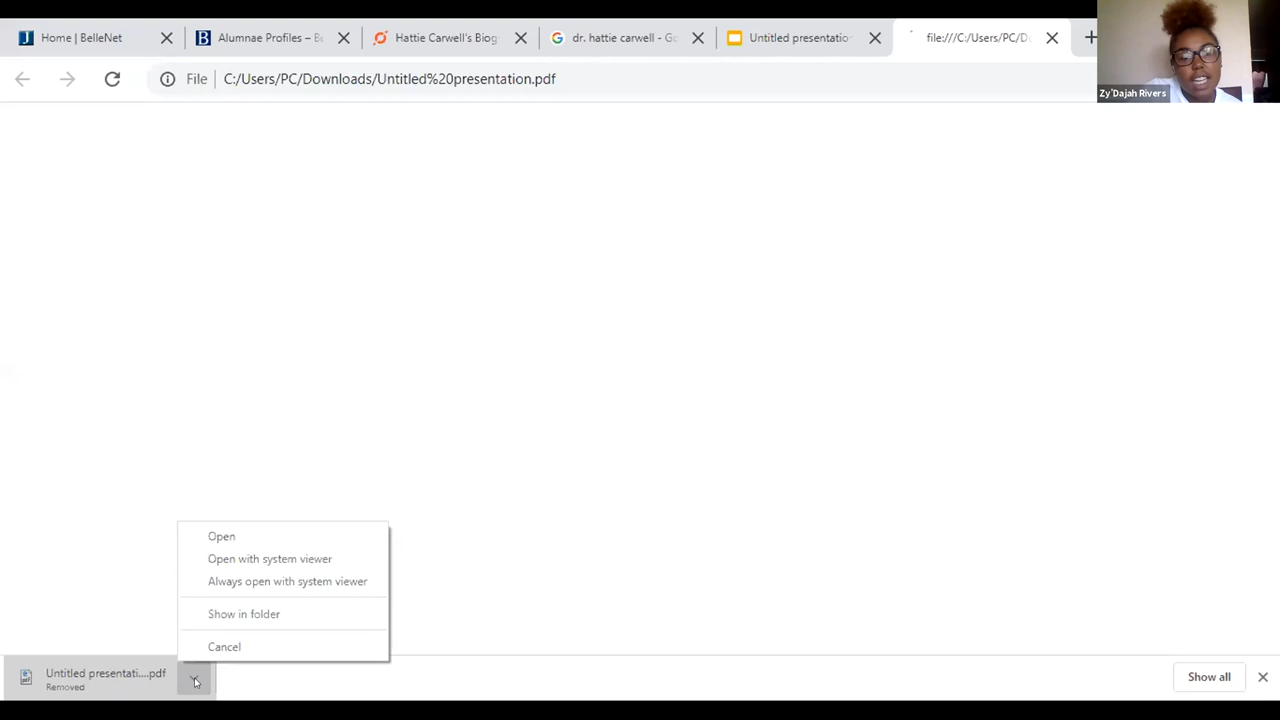 Home | BelleNet
Alumnae Profiles – B
Hattie Carwell's Biog
dr. hattie carwell - Go
Untitled presentation
file:///C:/Users/PC/Do
File
C:/Users/PC/Downloads/Untitled%20presentation.pdf
Zy'Dajah Rivers
Open
Open with system viewer
Always open with system viewer
Show in folder
Cancel
Untitled presentati....pdf
Removed
Show all